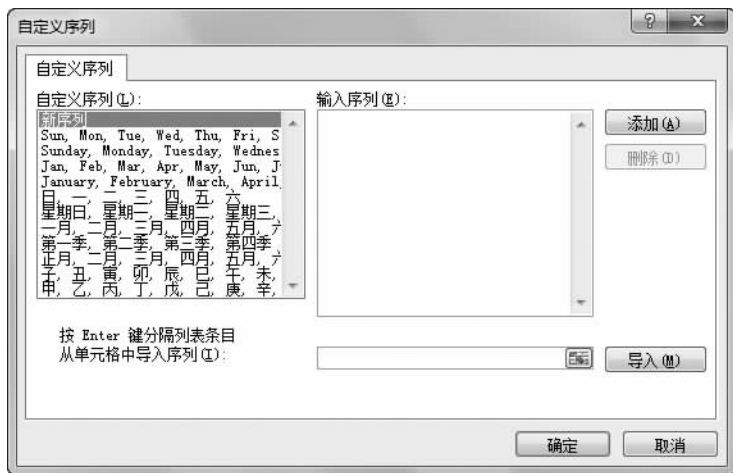 自定义序列
自定义序列
自定义序列(L):
新序列
Sun, Mon, Tue, Wed, Thu, Fri, S
Sunday, Monday, Tuesday, Wednes
Jan, Feb, Mar, Apr, May, Jun, J
January, February, March, April,
日, 一, 二, 三, 四, 五, 六
星期日, 星期一, 星期二, 星期三,
一月, 二月, 三月, 四月, 五月, 六
第一季, 第二季, 第三季, 第四季
正月, 二月, 三月, 四月, 五月, 六
子, 丑, 寅, 卯, 辰, 巳, 午, 未,
甲, 乙, 丙, 丁, 戊, 己, 庚, 辛,
输入序列(E):
添加(A)
删除(D)
按 Enter 键分隔列表条目
从单元格中导入序列(I):
导入(M)
确定
取消